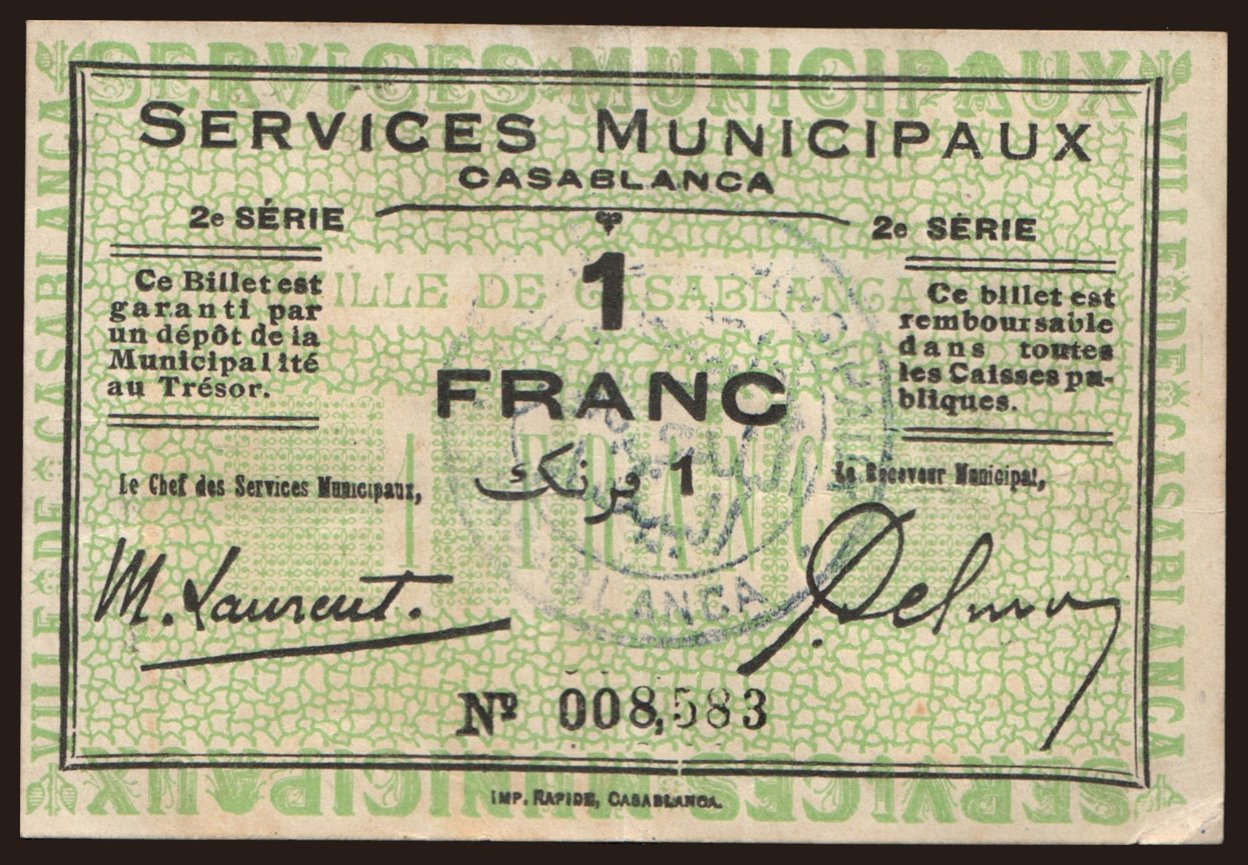 SERVICES MUNICIPAUX
SERVICES MUNICIPAUX
CASABLANCA
2e SÉRIE
2e SÉRIE
Ce Billet est
garanti par
un dépôt de la
Municipalité
au Trésor.
VILLE DE CASABLANCA
1
FRANC
1 فرنك
1 FRANC
Ce billet est
remboursable
dans toutes
les Caisses pu-
bliques.
Le Chef des Services Municipaux,
Le Receveur Municipal,
M. Laurent.
BLANCA
Nº 008,583
SERVICES MUNICIPAUX
IMP. RAPIDE, CASABLANCA.
VILLE DE CASABLANCA
VILLE DE CASABLANCA